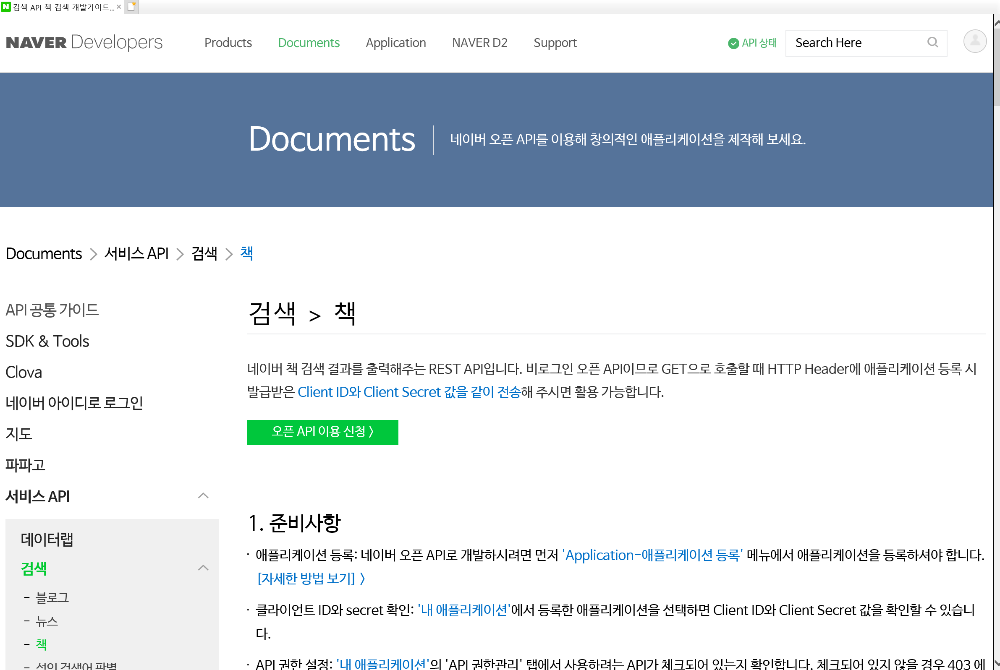 검색 API 책 검색 개발가이드...
NAVER Developers
Products
Documents
Application
NAVER D2
Support
API 상태
Search Here
Documents
네이버 오픈 API를 이용해 창의적인 애플리케이션을 제작해 보세요.
Documents > 서비스 API > 검색 > 책
API 공통 가이드
SDK & Tools
Clova
네이버 아이디로 로그인
지도
파파고
서비스 API
데이터랩
검색
- 블로그
- 뉴스
- 책
- 성인 검색어 판별
검색 > 책
네이버 책 검색 결과를 출력해주는 REST API입니다. 비로그인 오픈 API이므로 GET으로 호출할 때 HTTP Header에 애플리케이션 등록 시
발급받은 Client ID와 Client Secret 값을 같이 전송해 주시면 활용 가능합니다.
오픈 API 이용 신청 >
1. 준비사항
· 애플리케이션 등록: 네이버 오픈 API로 개발하시려면 먼저 'Application-애플리케이션 등록' 메뉴에서 애플리케이션을 등록하셔야 합니다.
[자세한 방법 보기] >
· 클라이언트 ID와 secret 확인: '내 애플리케이션'에서 등록한 애플리케이션을 선택하면 Client ID와 Client Secret 값을 확인할 수 있습니
다.
· API 권한 설정: '내 애플리케이션'의 'API 권한관리' 탭에서 사용하려는 API가 체크되어 있는지 확인합니다. 체크되어 있지 않을 경우 403 에